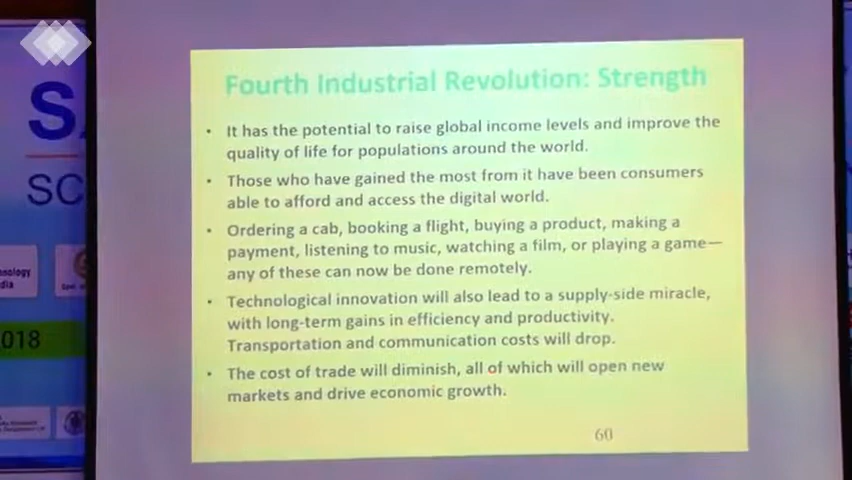 Fourth Industrial Revolution: Strength
• It has the potential to raise global income levels and improve the
quality of life for populations around the world.
• Those who have gained the most from it have been consumers
able to afford and access the digital world.
• Ordering a cab, booking a flight, buying a product, making a
payment, listening to music, watching a film, or playing a game—
any of these can now be done remotely.
• Technological innovation will also lead to a supply-side miracle,
with long-term gains in efficiency and productivity.
Transportation and communication costs will drop.
• The cost of trade will diminish, all of which will open new
markets and drive economic growth.
60
SC
2018